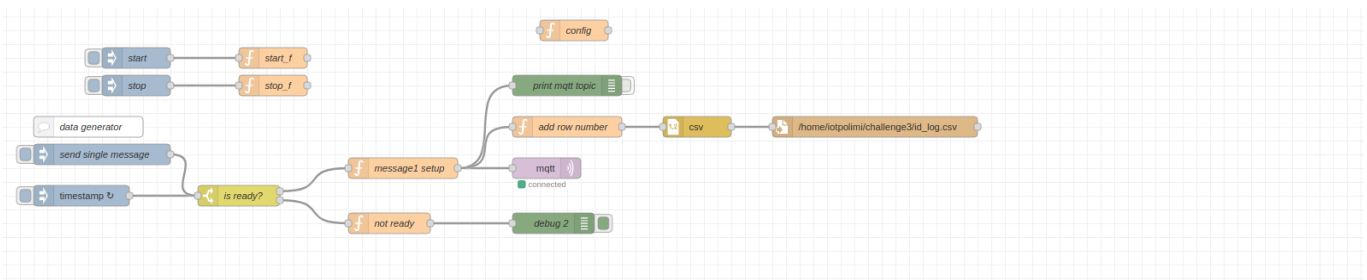 config
start
start_f
stop
stop_f
print mqtt topic
data generator
add row number
csv
/home/iotpolimi/challenge3/id_log.csv
send single message
message1 setup
mqtt
connected
timestamp ↻
is ready?
not ready
debug 2